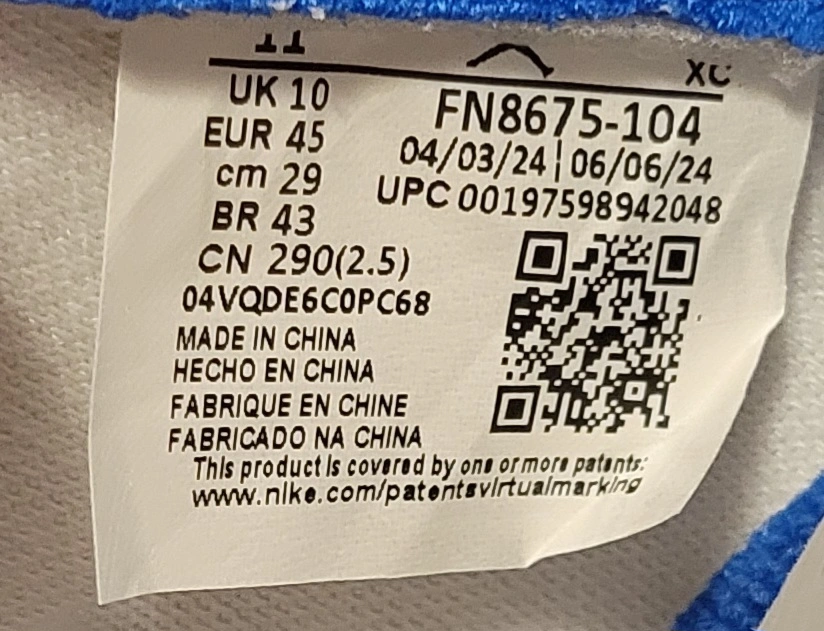 11
UK 10
EUR 45
cm 29
BR 43
CN 290(2.5)
04VQDE6C0PC68
XC
FN8675-104
04/03/24|06/06/24
UPC 00197598942048
MADE IN CHINA
HECHO EN CHINA
FABRIQUE EN CHINE
FABRICADO NA CHINA
This product is covered by one or more patents:
www.nike.com/patentsvirtualmarking